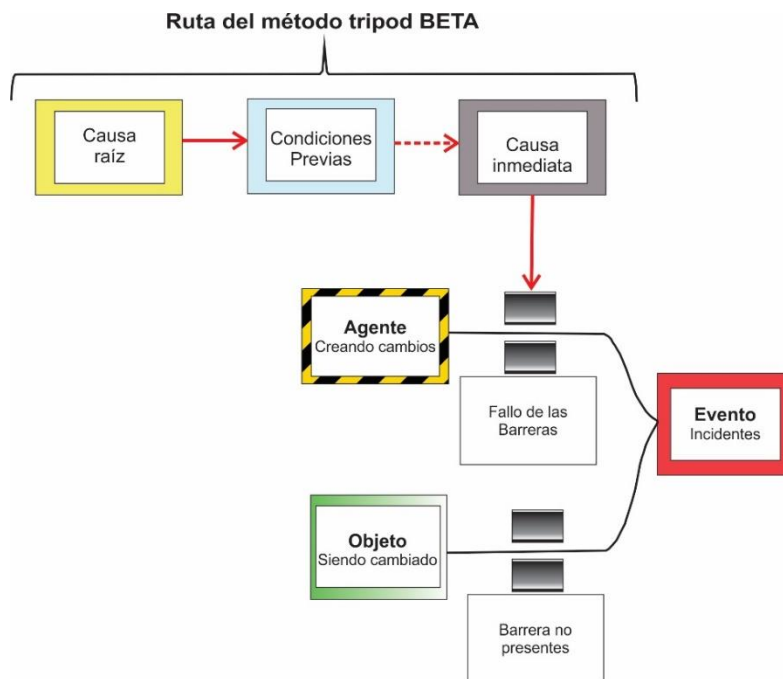 Ruta del método tripod BETA
Causa
raíz
Condiciones
Previas
Causa
inmediata
Agente
Creando cambios
Fallo de las
Barreras
Evento
Incidentes
Objeto
Siendo cambiado
Barrera no
presentes